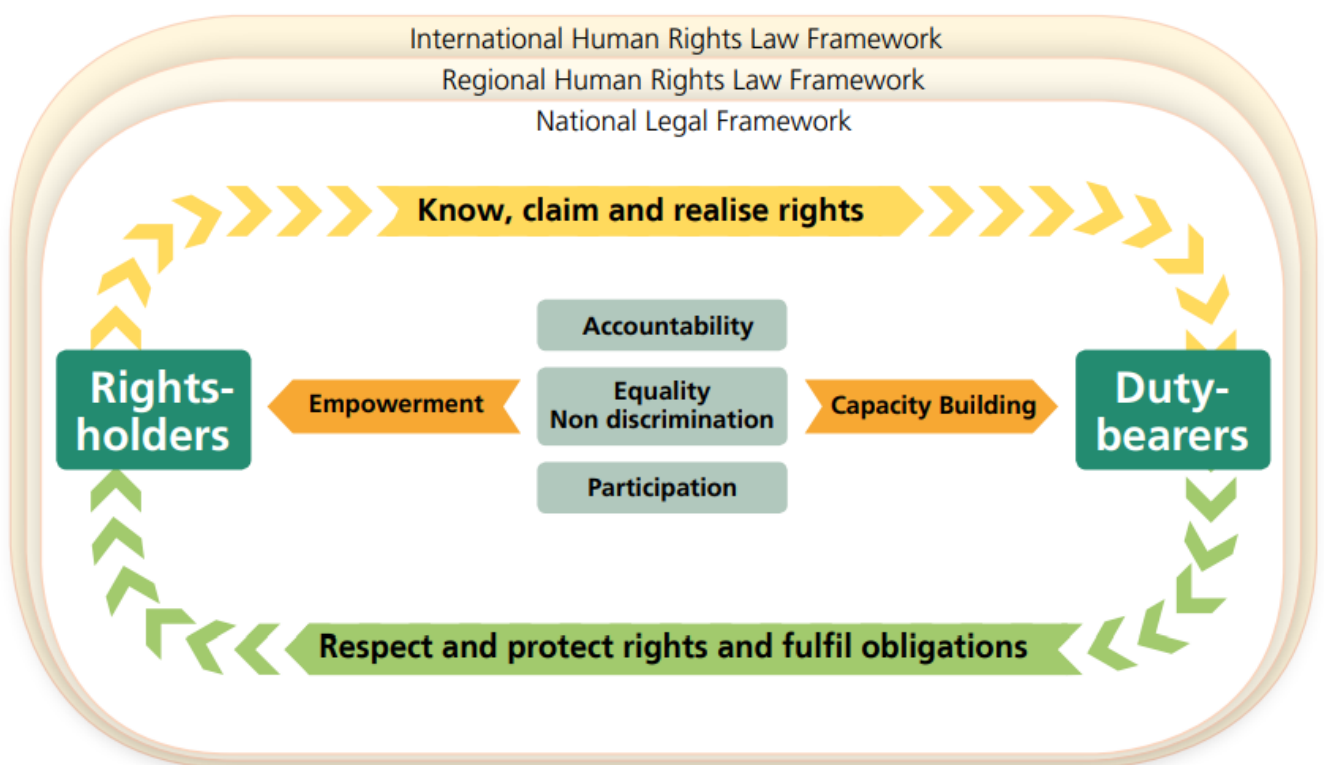 International Human Rights Law Framework
Regional Human Rights Law Framework
National Legal Framework
Know, claim and realise rights
Accountability
Rights-
holders
Empowerment
Equality
Non discrimination
Capacity Building
Duty-
bearers
Participation
Respect and protect rights and fulfil obligations